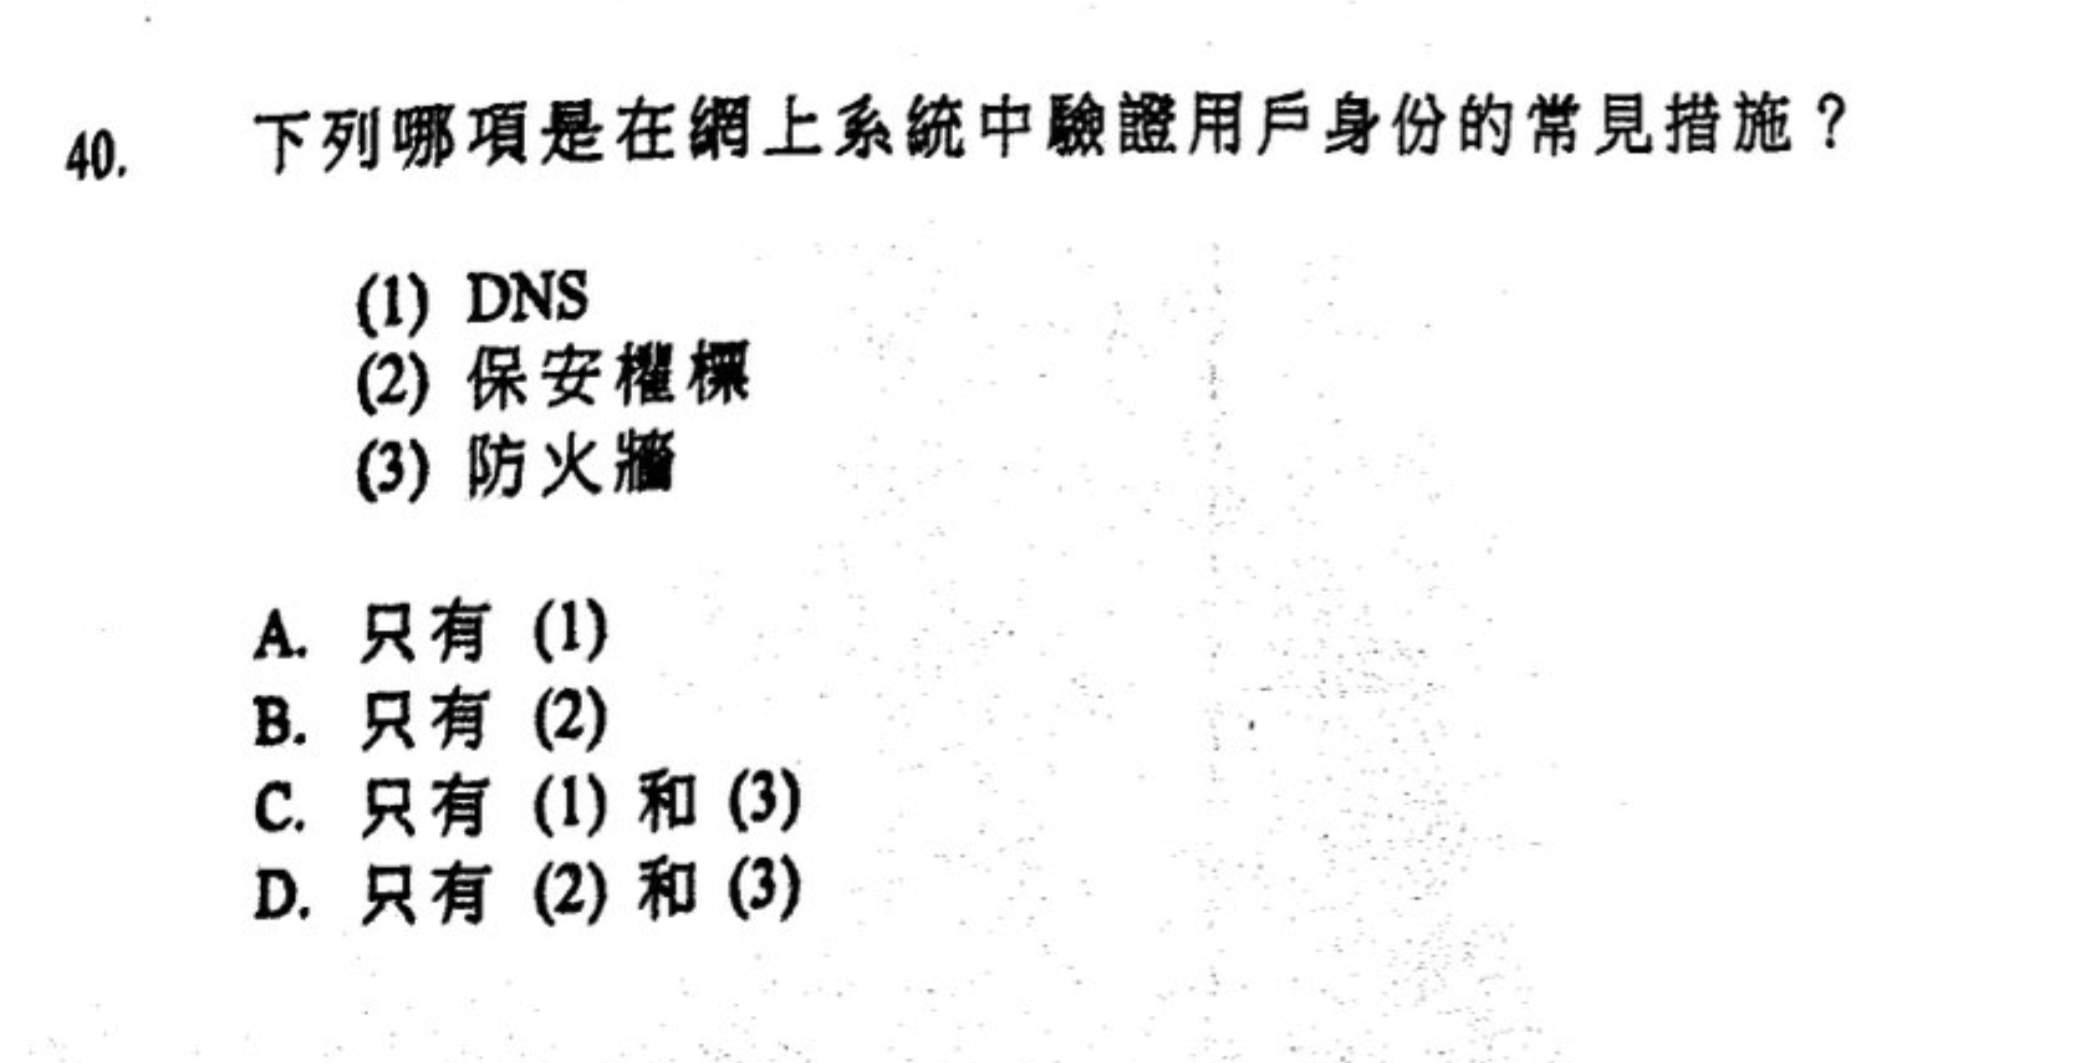 40. 下列哪項是在網上系統中驗證用戶身份的常見措施？
(1) DNS
(2) 保安權標
(3) 防火牆
A. 只有 (1)
B. 只有 (2)
C. 只有 (1) 和 (3)
D. 只有 (2) 和 (3)